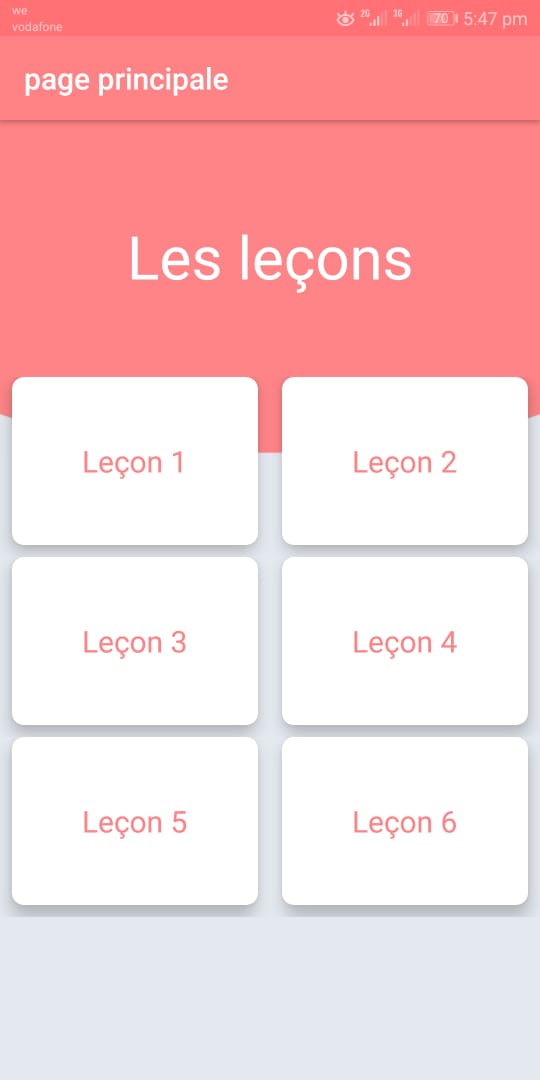 we
vodafone
2G 3G 70 5:47 pm
page principale
Les leçons
Leçon 1
Leçon 2
Leçon 3
Leçon 4
Leçon 5
Leçon 6